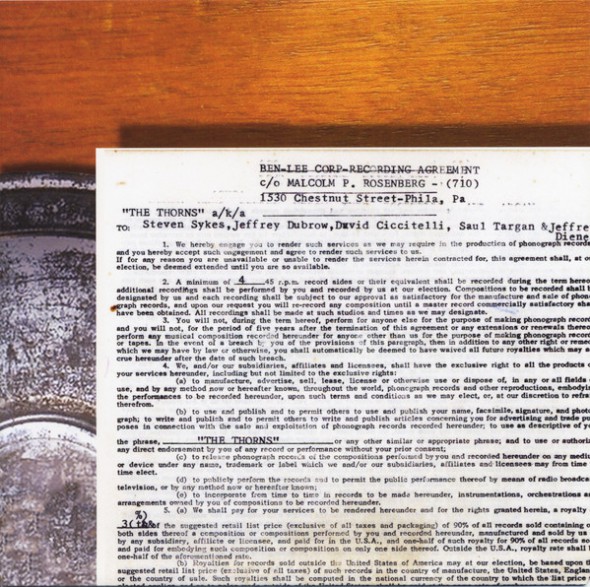 BEN-LEE CORP-RECORDING AGREEMENT
c/o MALCOLM P. ROSENBERG - (710)
1530 Chestnut Street-Phila, Pa
"THE THORNS" a/k/a
TO: Steven Sykes,Jeffrey Dubrow,David Ciccitelli, Saul Targan &Jeffre
Diene
1. We hereby engage you to render such services as we may require in the production of phonograph records
and you hereby accept such engagement and agree to render such services to us.
If for any reason you are unavailable or unable to render the services herein contracted for, this agreement shall, at ou
election, be deemed extended until you are so available.
2. A minimum of 4 45 r.p.m. record sides or their equivalent shall be recorded during the term hereo
additional recordings shall be performed by you and recorded by us at our election. Compositions to be recorded shall b
designated by us and each recording shall be subject to our approval as satisfactory for the manufacture and sale of phono
graph records, and upon our request you will re-record any composition until a master record commercially satisfactory shal
have been obtained. All recordings shall be made at such studios and times as we may designate.
3. You will not, during the term hereof, perform for anyone else for the purpose of making phonograph record
and you will not, for the period of five years after the termination of this agreement or any extensions or renewals thereo
perform any musical composition recorded hereunder for anyone other than us for the purpose of making phonograph record
or tapes. In the event of a breach by you of the provisions of this paragraph, then in addition to any other right or remed
which we may have by law or otherwise, you shall automatically be deemed to have waived all future royalties which may a
crue hereunder after the date of such breach.
4. We, and/or our subsidiaries, affiliates and licensees, shall have the exclusive right to all the products o
your services hereunder, including but not limited to the exclusive rights:
(a) to manufacture, advertise, sell, lease, license or otherwise use or dispose of, in any or all fields o
use, and by any method now or hereafter known, throughout the world, phonograph records and other reproductions, embodyin
the performances to be recorded hereunder, upon such terms and conditions as we may elect, or, at our discretion to refra
therefrom.
(b) to use and publish and to permit others to use and publish your name, facsimile, signature, and photo
graph; to write and publish and to permit others to write and publish articles concerning you for advertising and trade pu
poses in connection with the sale and exploitation of phonograph records recorded hereunder; to use as descriptive of yo
the phrase, "THE THORNS" or any other similar or appropriate phrase; and to use or authoriz
any direct endorsement by you of any record or performance without your prior consent;
(c) to release phonograph records of the compositions performed by you and recorded hereunder on any mediu
or device under any name, trademark or label which we and/or our subsidiaries, affiliates and licensees may from time
time elect.
(d) to publicly perform the records and to permit the public performance thereof by means of radio broadcas
television, or by any method now or hereafter known;
(e) to incorporate from time to time in records to be made hereunder, instrumentations, orchestrations an
arrangements owned by you of compositions to be recorded hereunder.
5. (a) We shall pay for your services to be rendered hereunder and for the rights granted herein, a royalty
of the suggested retail list price (exclusive of all taxes and packaging) of 90% of all records sold containing o
both sides thereof a composition or compositions performed by you and recorded hereunder, manufactured and sold by us
by any subsidiary, affiliate or licensee, and paid for in the U.S.A., and one-half of such royalty for 90% of all records so
and paid for embodying such composition or compositions on only one side thereof. Outside the U.S.A., royalty rate shall b
one-half of the aforementioned rate.
(b) Royalties for records sold outside the United States of America may at our election, be based upon th
suggested retail list price (exclusive of all taxes) of such records in the country of manufacture, the United States, Englan
or the country of sale. Such royalties shall be computed in the national currency of the country to which the list price s